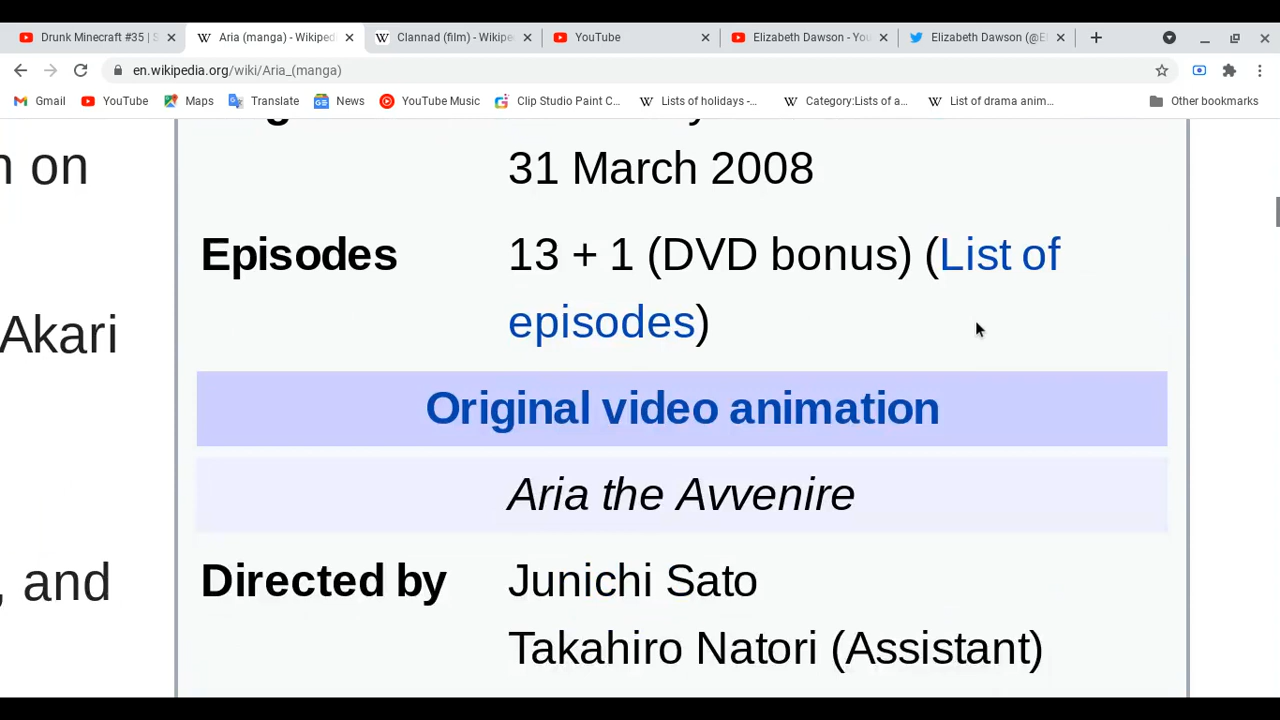 Drunk Minecraft #35 | S
Aria (manga) - Wikiped
Clannad (film) - Wikipe
YouTube
Elizabeth Dawson - You
Elizabeth Dawson (@E
en.wikipedia.org/wiki/Aria_(manga)
Gmail
YouTube
Maps
Translate
News
YouTube Music
Clip Studio Paint C...
Lists of holidays -...
Category:Lists of a...
List of drama anim...
Other bookmarks
n on
31 March 2008
Episodes 13 + 1 (DVD bonus) (List of
episodes)
Akari
Original video animation
Aria the Avvenire
, and
Directed by Junichi Sato
Takahiro Natori (Assistant)